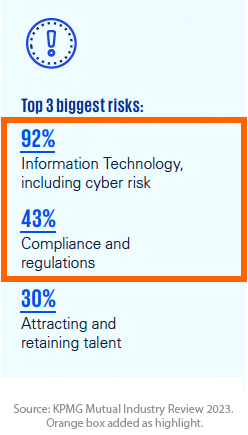 Top 3 biggest risks:
92%
Information Technology,
including cyber risk
43%
Compliance and
regulations
30%
Attracting and
retaining talent
Source: KPMG Mutual Industry Review 2023.
Orange box added as highlight.